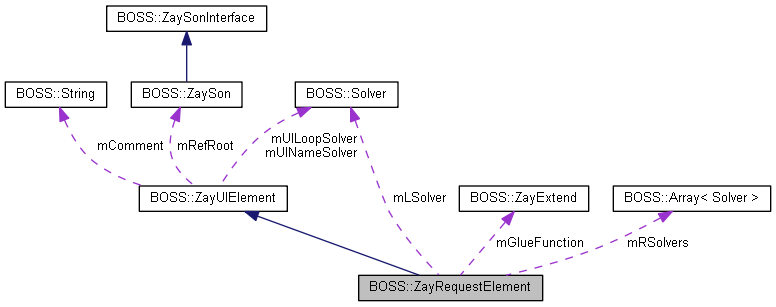 BOSS::ZaySonInterface
BOSS::String
BOSS::ZaySon
BOSS::Solver
mComment
mRefRoot
mUILoopSolver
mUINameSolver
BOSS::ZayUIElement
mLSolver
BOSS::ZayExtend
BOSS::Array< Solver >
mGlueFunction
mRSolvers
BOSS::ZayRequestElement